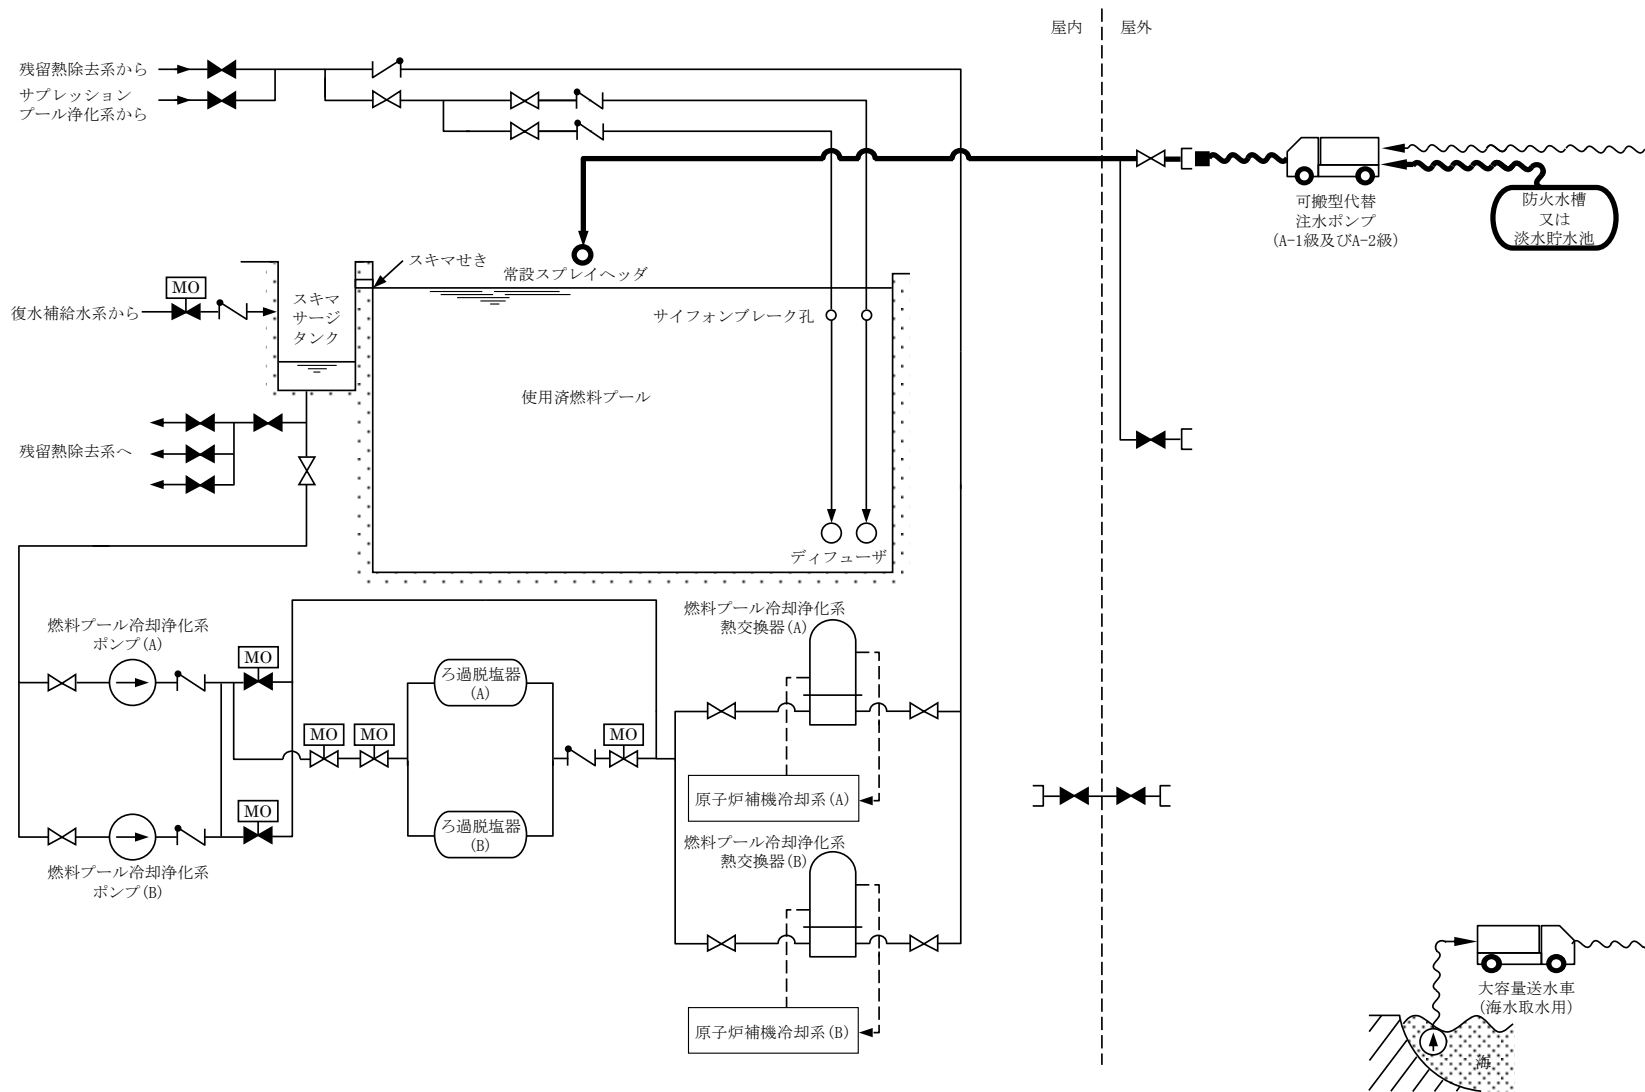 屋内
屋外
残留熱除去系から
サプレッション
プール浄化系から
可搬型代替
注水ポンプ
(A-1級及びA-2級)
防火水槽
又は
淡水貯水池
スキマせき
常設スプレイヘッダ
MO
復水補給水系から
スキマ
サージ
タンク
サイフォンブレーク孔
使用済燃料プール
残留熱除去系へ
ディフューザ
燃料プール冷却浄化系
ポンプ(A)
MO
MO
MO
ろ過脱塩器
(A)
MO
燃料プール冷却浄化系
熱交換器(A)
原子炉補機冷却系(A)
MO
ろ過脱塩器
(B)
燃料プール冷却浄化系
ポンプ(B)
燃料プール冷却浄化系
熱交換器(B)
原子炉補機冷却系(B)
大容量送水車
(海水取水用)
海